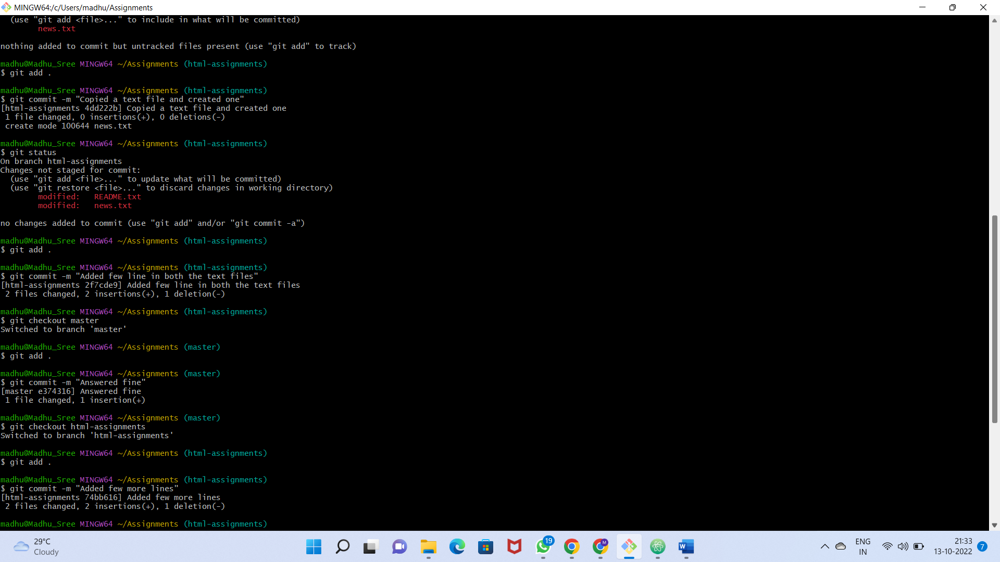 MINGW64:/c/Users/madhu/Assignments
  (use "git add <file>..." to include in what will be committed)
        news.txt
nothing added to commit but untracked files present (use "git add" to track)
madhu@Madhu_Sree MINGW64 ~/Assignments (html-assignments)
$ git add .
madhu@Madhu_Sree MINGW64 ~/Assignments (html-assignments)
$ git commit -m "Copied a text file and created one"
[html-assignments 4dd222b] Copied a text file and created one
 1 file changed, 0 insertions(+), 0 deletions(-)
 create mode 100644 news.txt
madhu@Madhu_Sree MINGW64 ~/Assignments (html-assignments)
$ git status
On branch html-assignments
Changes not staged for commit:
  (use "git add <file>..." to update what will be committed)
  (use "git restore <file>..." to discard changes in working directory)
        modified:   README.txt
        modified:   news.txt
no changes added to commit (use "git add" and/or "git commit -a")
madhu@Madhu_Sree MINGW64 ~/Assignments (html-assignments)
$ git add .
madhu@Madhu_Sree MINGW64 ~/Assignments (html-assignments)
$ git commit -m "Added few line in both the text files"
[html-assignments 2f7cde9] Added few line in both the text files
 2 files changed, 2 insertions(+), 1 deletion(-)
madhu@Madhu_Sree MINGW64 ~/Assignments (html-assignments)
$ git checkout master
Switched to branch 'master'
madhu@Madhu_Sree MINGW64 ~/Assignments (master)
$ git add .
madhu@Madhu_Sree MINGW64 ~/Assignments (master)
$ git commit -m "Answered fine"
[master e374316] Answered fine
 1 file changed, 1 insertion(+)
madhu@Madhu_Sree MINGW64 ~/Assignments (master)
$ git checkout html-assignments
Switched to branch 'html-assignments'
madhu@Madhu_Sree MINGW64 ~/Assignments (html-assignments)
$ git add .
madhu@Madhu_Sree MINGW64 ~/Assignments (html-assignments)
$ git commit -m "Added few more lines"
[html-assignments 74bb616] Added few more lines
 2 files changed, 2 insertions(+), 1 deletion(-)
madhu@Madhu_Sree MINGW64 ~/Assignments (html-assignments)
29°C
Cloudy
19
M
W
ENG
IN
21:33
13-10-2022
7